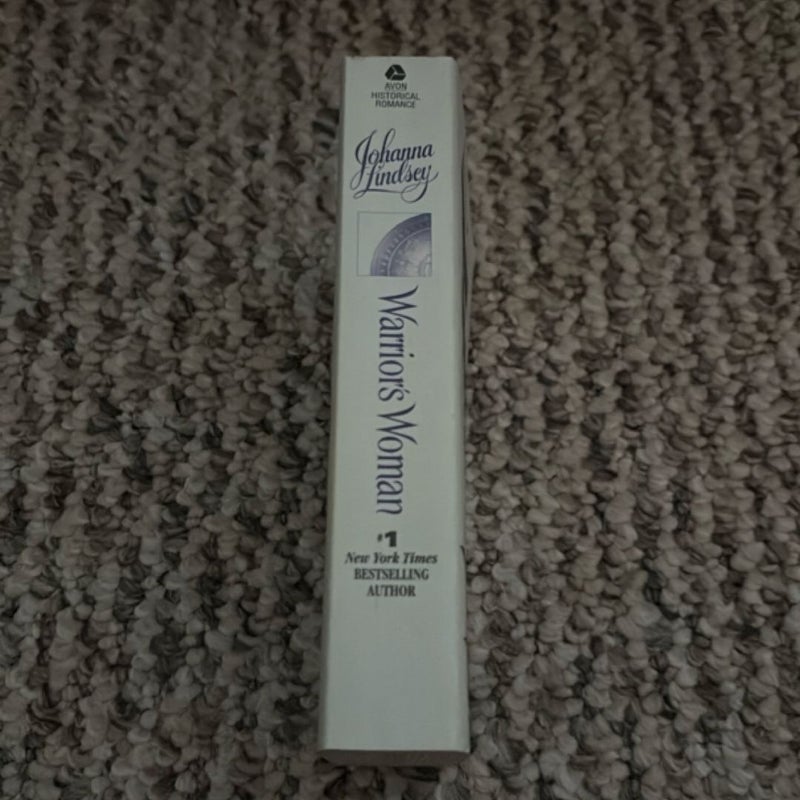 AVON
HISTORICAL
ROMANCE
Johanna
Lindsey
Warrior's Woman
#1
New York Times
BESTSELLING
AUTHOR